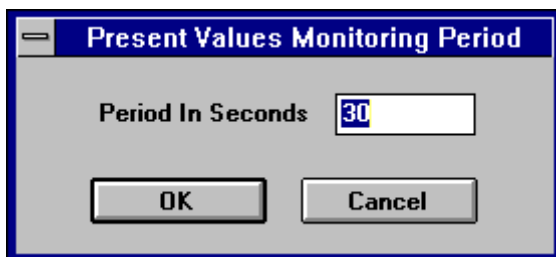 Present Values Monitoring Period
Period In Seconds 30
OK Cancel